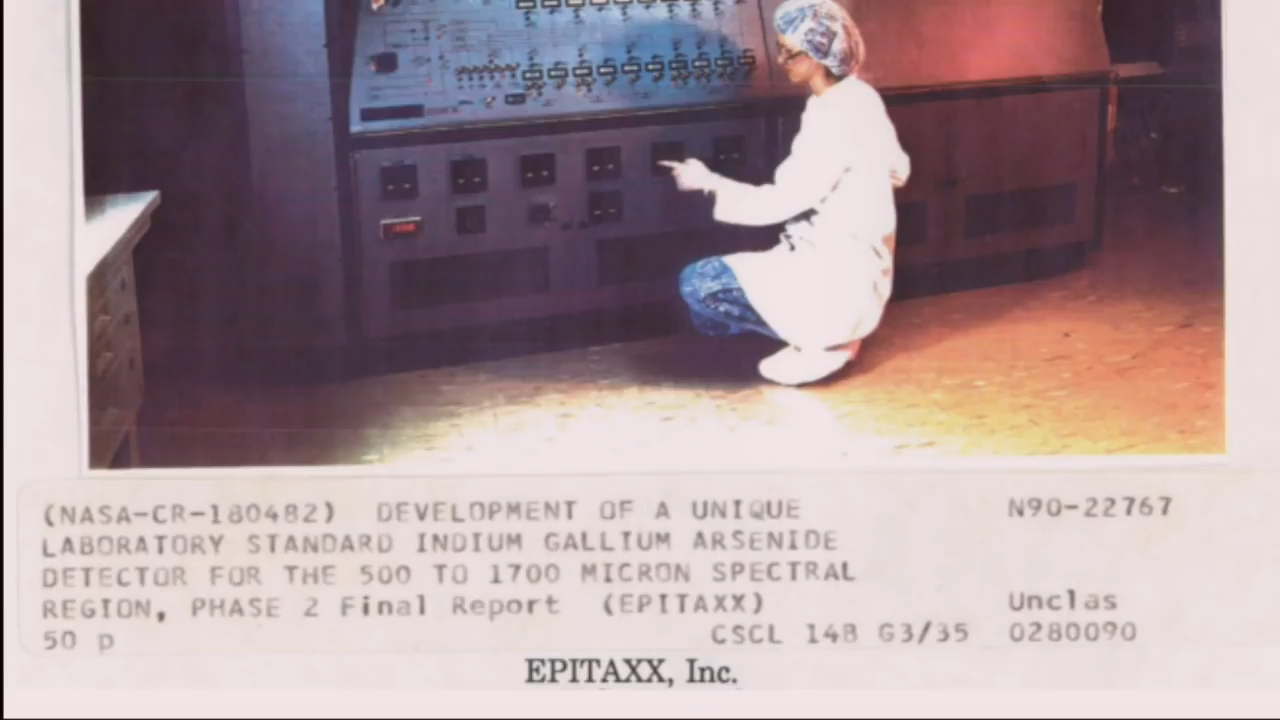 (NASA-CR-180482) DEVELOPMENT OF A UNIQUE N90-22767
LABORATORY STANDARD INDIUM GALLIUM ARSENIDE
DETECTOR FOR THE 500 TO 1700 MICRON SPECTRAL
REGION, PHASE 2 Final Report (EPITAXX) Unclas
50 p CSCL 14B G3/35 0280090
EPITAXX, Inc.